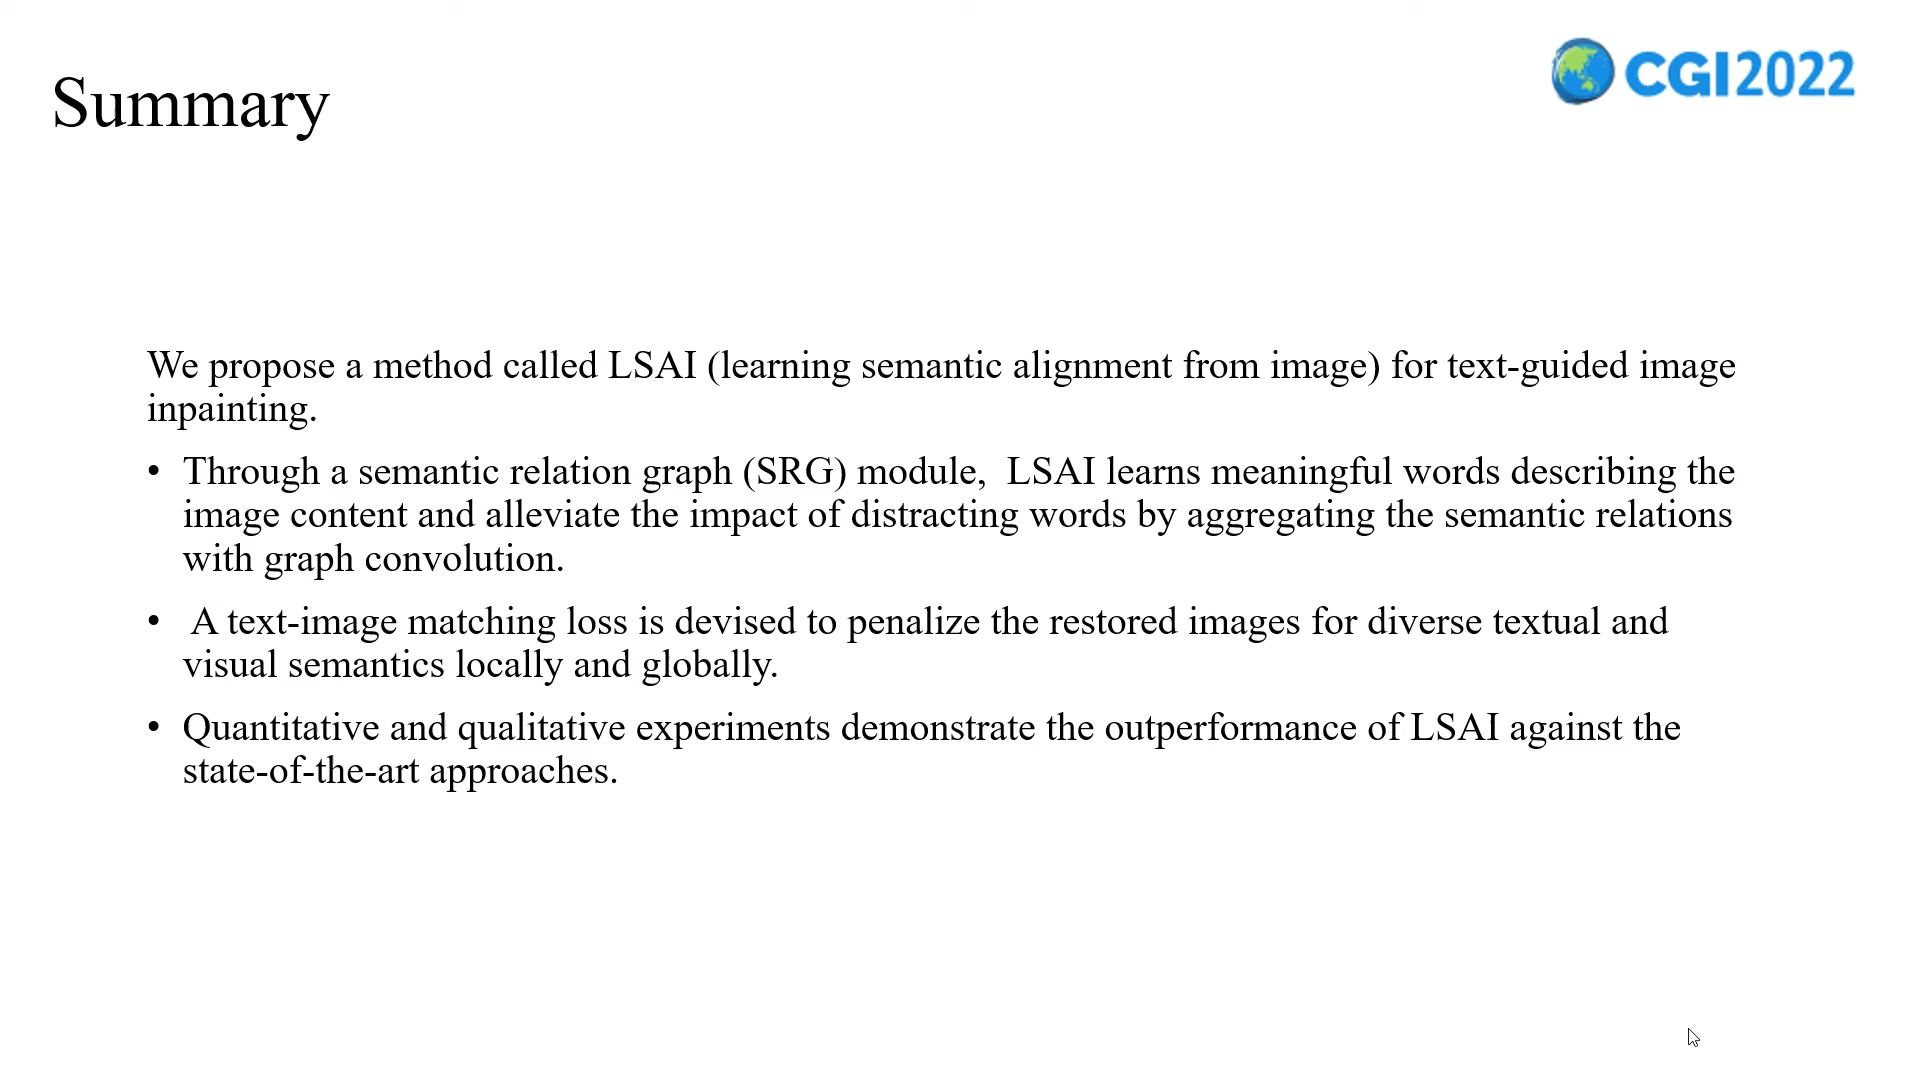 Summary
CGI2022
We propose a method called LSAI (learning semantic alignment from image) for text-guided image
inpainting.
• Through a semantic relation graph (SRG) module,  LSAI learns meaningful words describing the
image content and alleviate the impact of distracting words by aggregating the semantic relations
with graph convolution.
•  A text-image matching loss is devised to penalize the restored images for diverse textual and
visual semantics locally and globally.
• Quantitative and qualitative experiments demonstrate the outperformance of LSAI against the
state-of-the-art approaches.